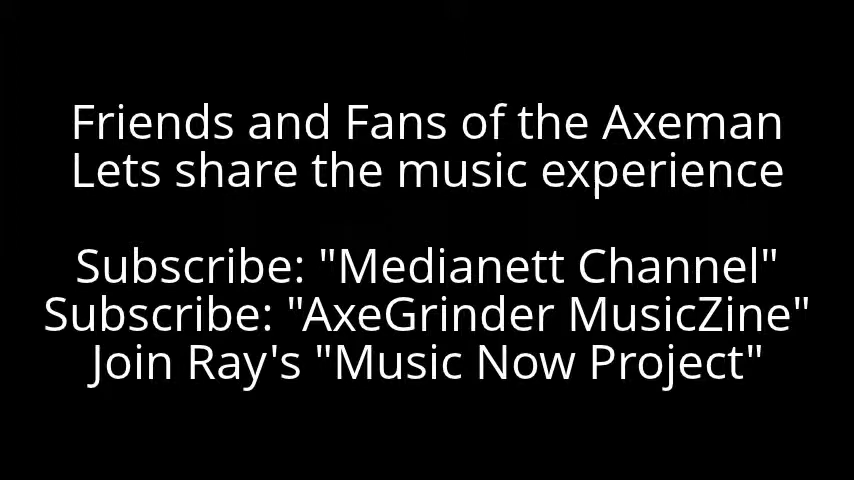 Friends and Fans of the Axeman
Lets share the music experience
Subscribe: "Medianett Channel"
Subscribe: "AxeGrinder MusicZine"
Join Ray's "Music Now Project"